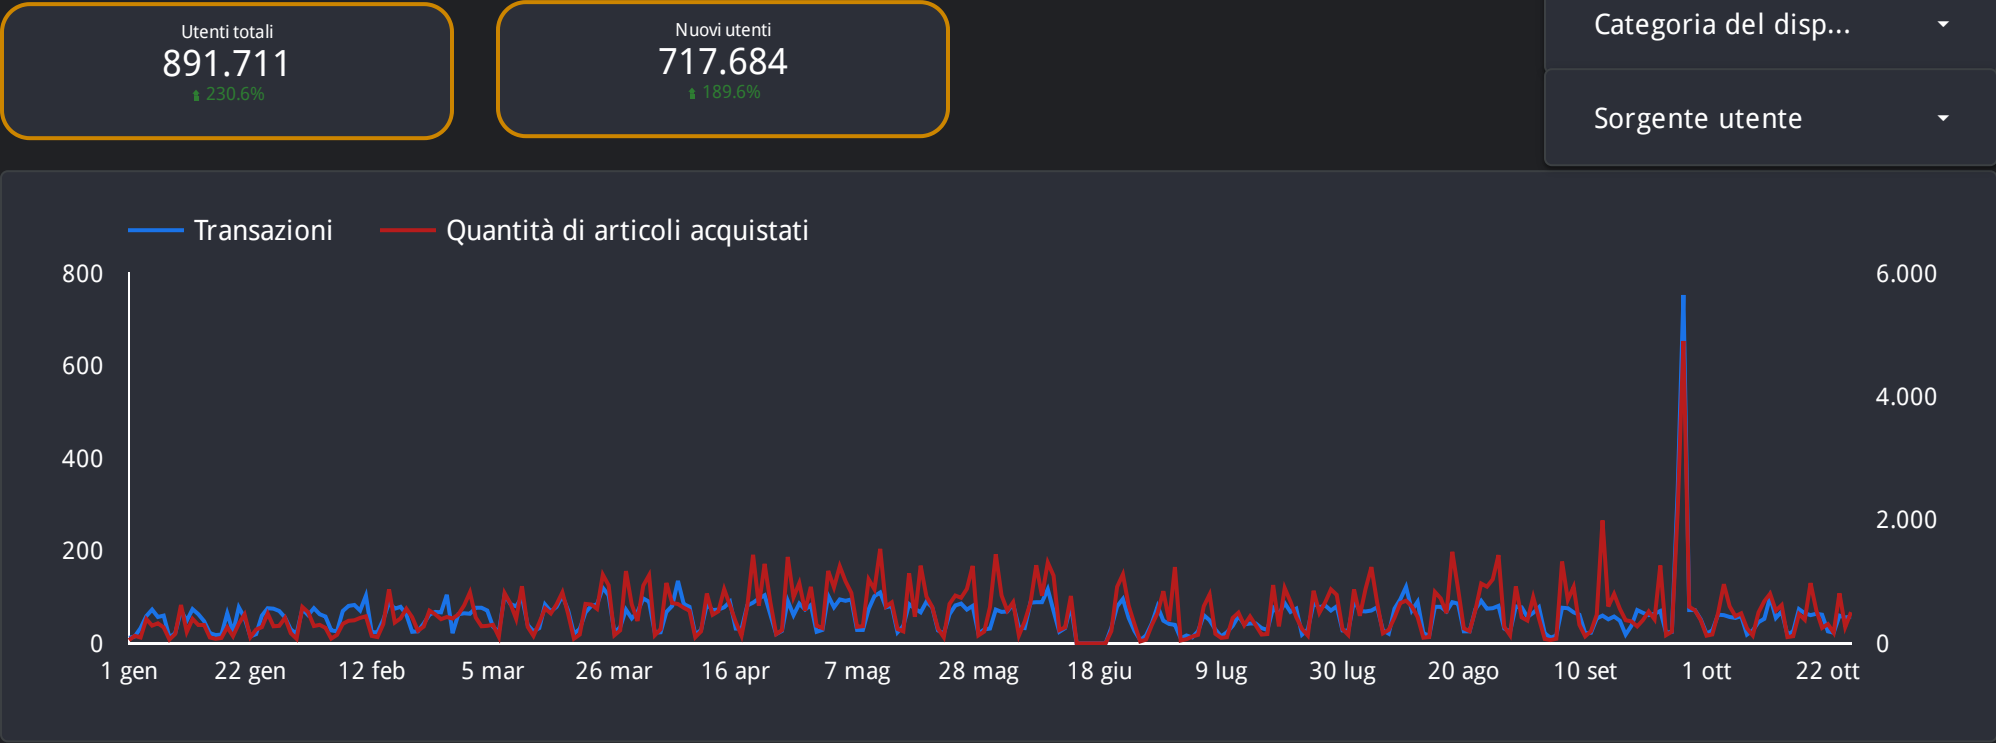 Utenti totali
891.711
230.6%
Nuovi utenti
717.684
189.6%
Categoria del disp...
Sorgente utente
Transazioni
Quantità di articoli acquistati
800
600
400
200
0
6.000
4.000
2.000
0
1 gen
22 gen
12 feb
5 mar
26 mar
16 apr
7 mag
28 mag
18 giu
9 lug
30 lug
20 ago
10 set
1 ott
22 ott